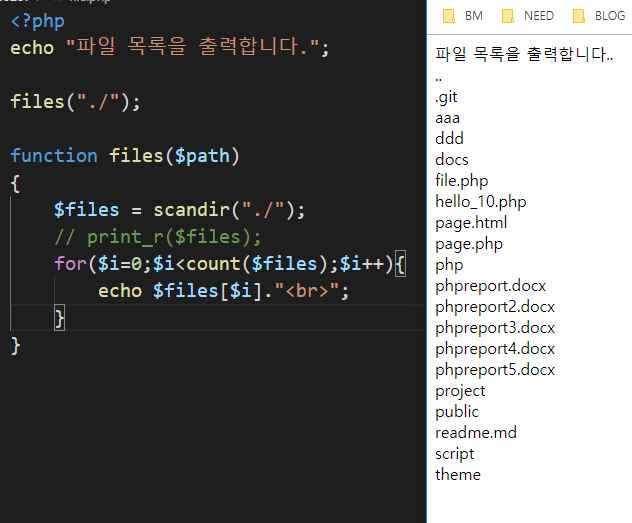 <?php
echo "파일 목록을 출력합니다.";
files("./");
function files($path)
{
$files = scandir("./");
// print_r($files);
for($i=0;$i<count($files);$i++){
echo $files[$i]."<br>";
}
}
BM NEED BLOG
파일 목록을 출력합니다..
..
.git
aaa
ddd
docs
file.php
hello_10.php
page.html
page.php
php
phpreport.docx
phpreport2.docx
phpreport3.docx
phpreport4.docx
phpreport5.docx
project
public
readme.md
script
theme